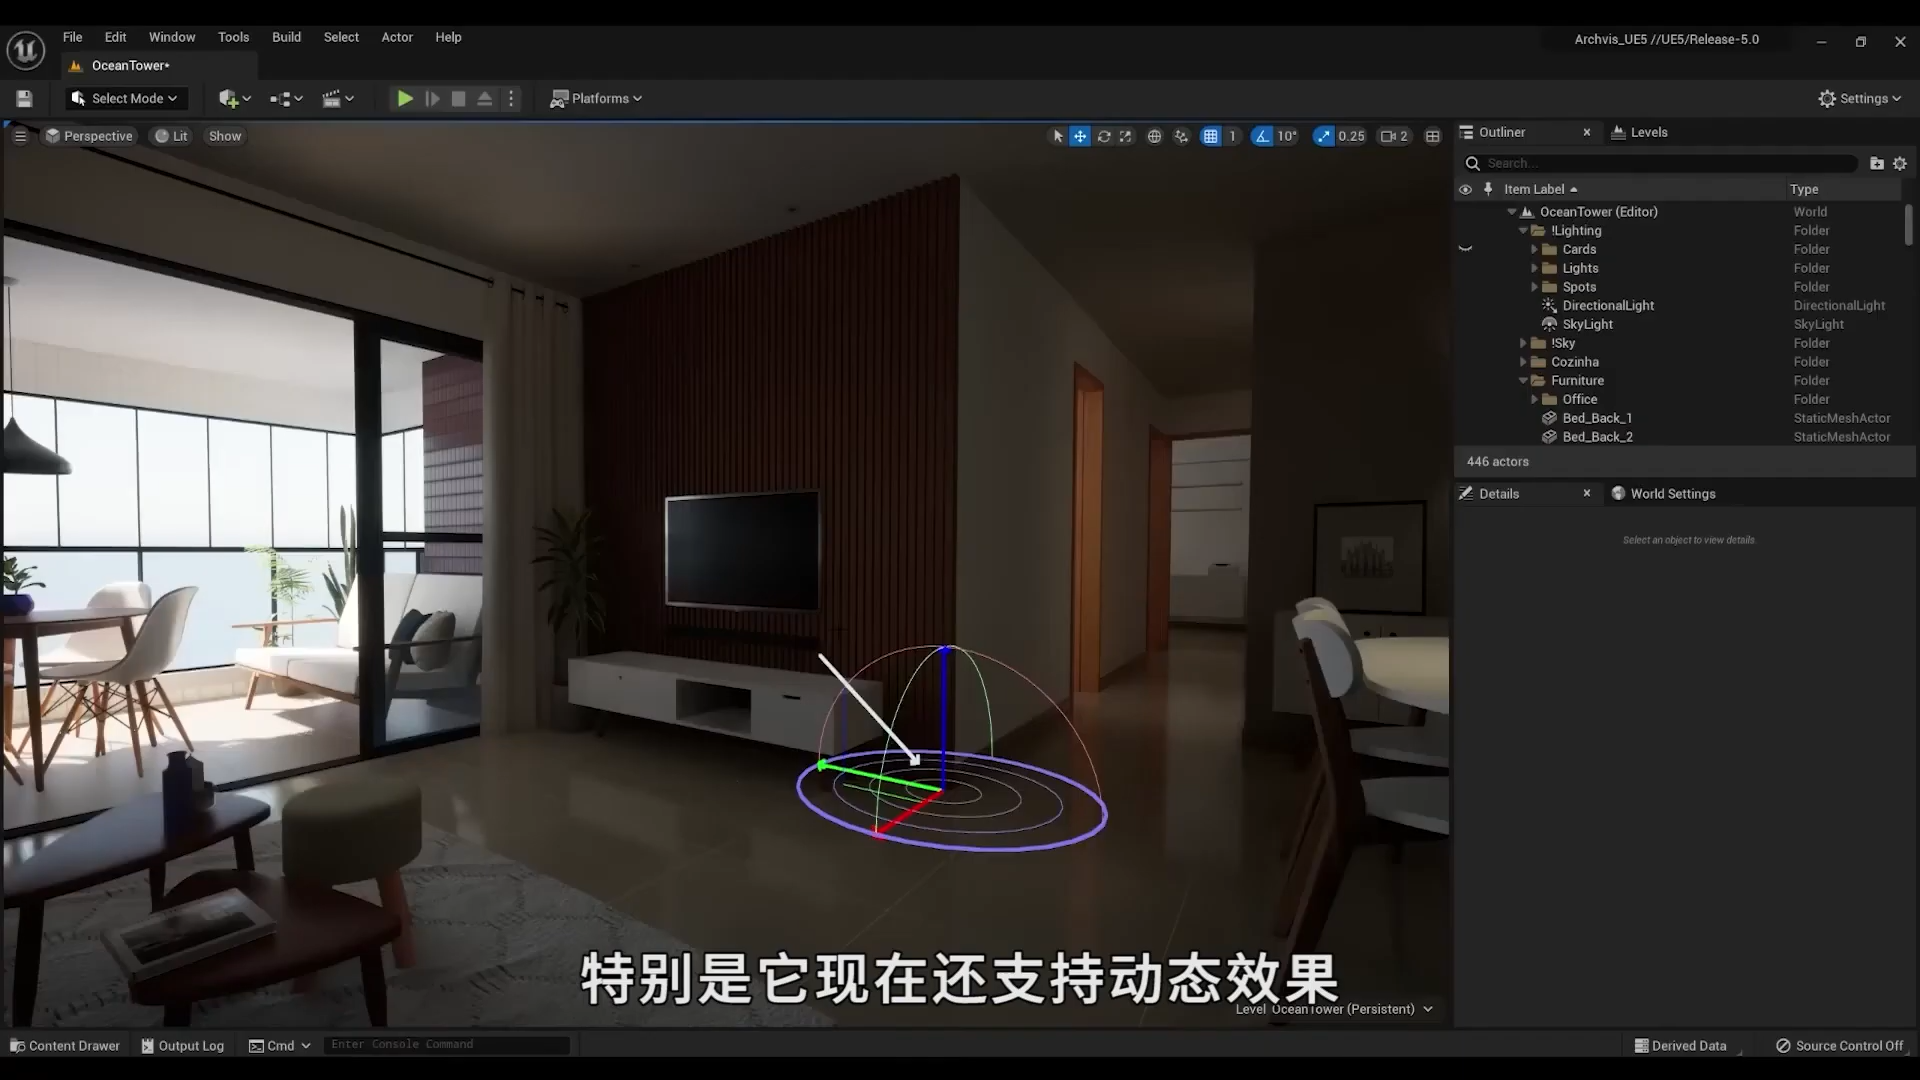 File Edit Window Tools Build Select Actor Help
Archvis_UE5 //UE5/Release-5.0
OceanTower*
Select Mode
Platforms
Settings
Perspective Lit Show
1 10° 0.25 2
Outliner Levels
Search...
Item Label Type
OceanTower (Editor) World
!Lighting Folder
Cards Folder
Lights Folder
Spots Folder
DirectionalLight DirectionalLight
SkyLight SkyLight
!Sky Folder
Cozinha Folder
Furniture Folder
Office Folder
Bed_Back_1 StaticMeshActor
Bed_Back_2 StaticMeshActor
446 actors
Details World Settings
Select an object to view details.
特别是它现在还支持动态效果
Level OceanTower (Persistent)
Content Drawer Output Log Cmd Enter Console Command
Derived Data Source Control Off